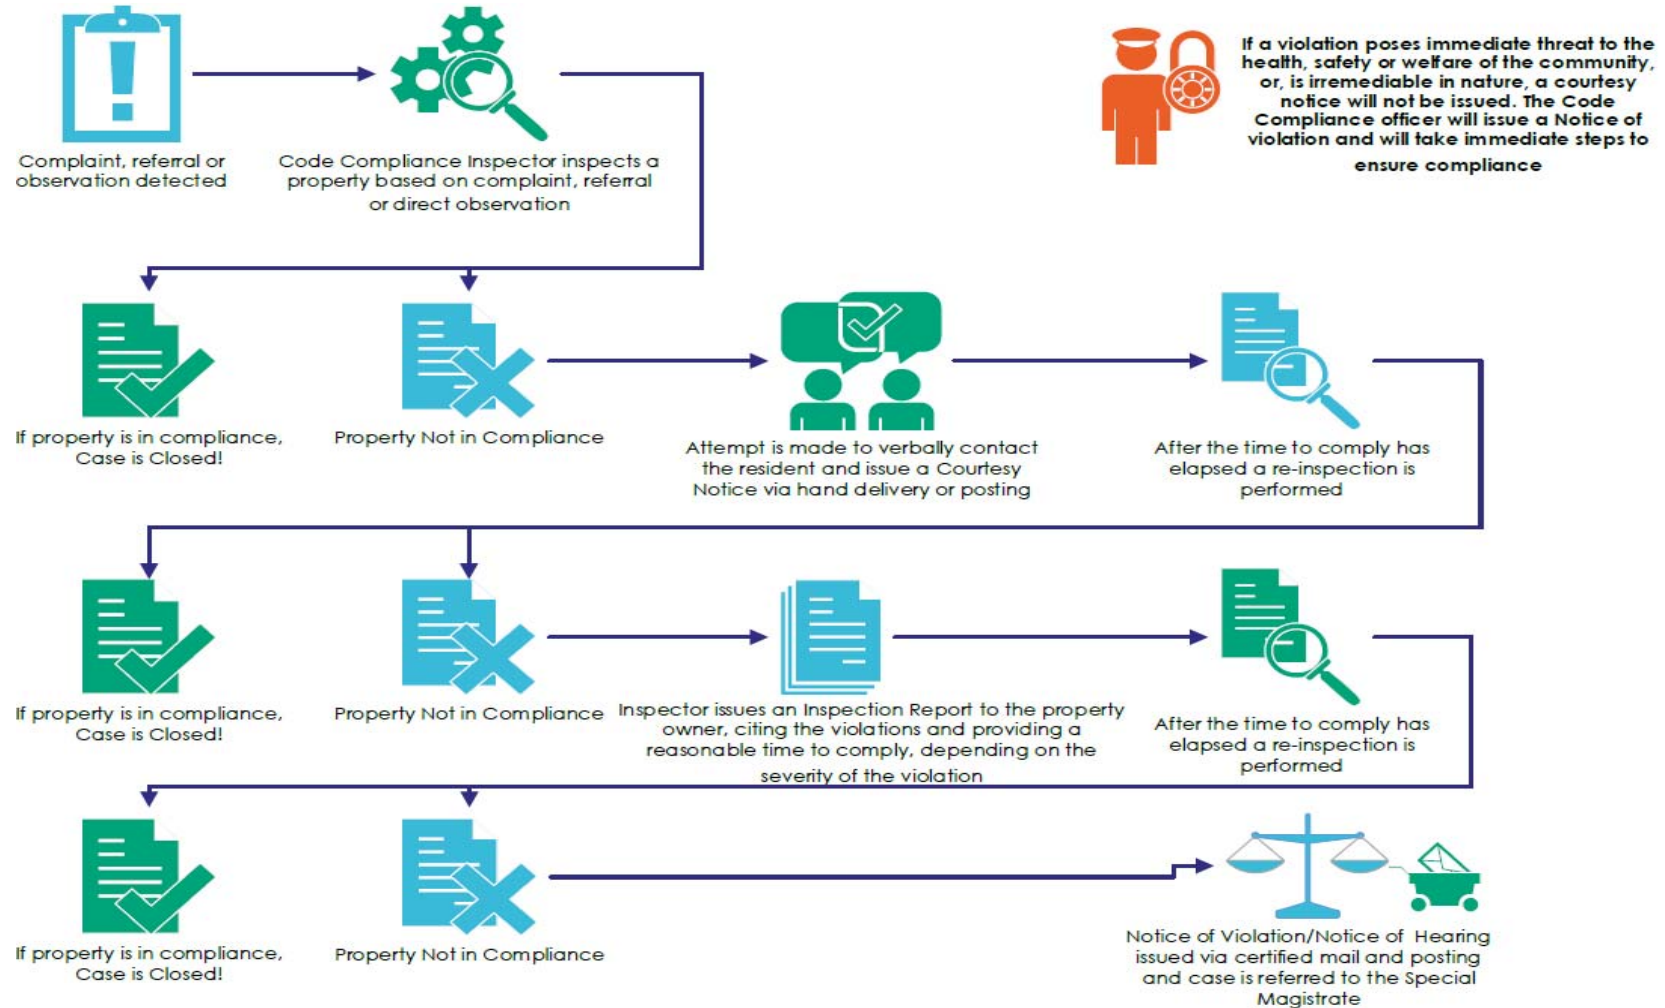 If a violation poses immediate threat to the
health, safety or welfare of the community,
or, is irremediable in nature, a courtesy
notice will not be issued. The Code
Compliance officer will issue a Notice of
violation and will take immediate steps to
ensure compliance
Complaint, referral or
observation detected
Code Compliance Inspector inspects a
property based on complaint, referral
or direct observation
If property is in compliance,
Case is Closed!
Property Not in Compliance
Attempt is made to verbally contact
the resident and issue a Courtesy
Notice via hand delivery or posting
After the time to comply has
elapsed a re-inspection is
performed
If property is in compliance,
Case is Closed!
Property Not in Compliance
Inspector issues an Inspection Report to the property
owner, citing the violations and providing a
reasonable time to comply, depending on the
severity of the violation
After the time to comply has
elapsed a re-inspection is
performed
If property is in compliance,
Case is Closed!
Property Not in Compliance
Notice of Violation/Notice of Hearing
issued via certified mail and posting
and case is referred to the Special
Magistrate